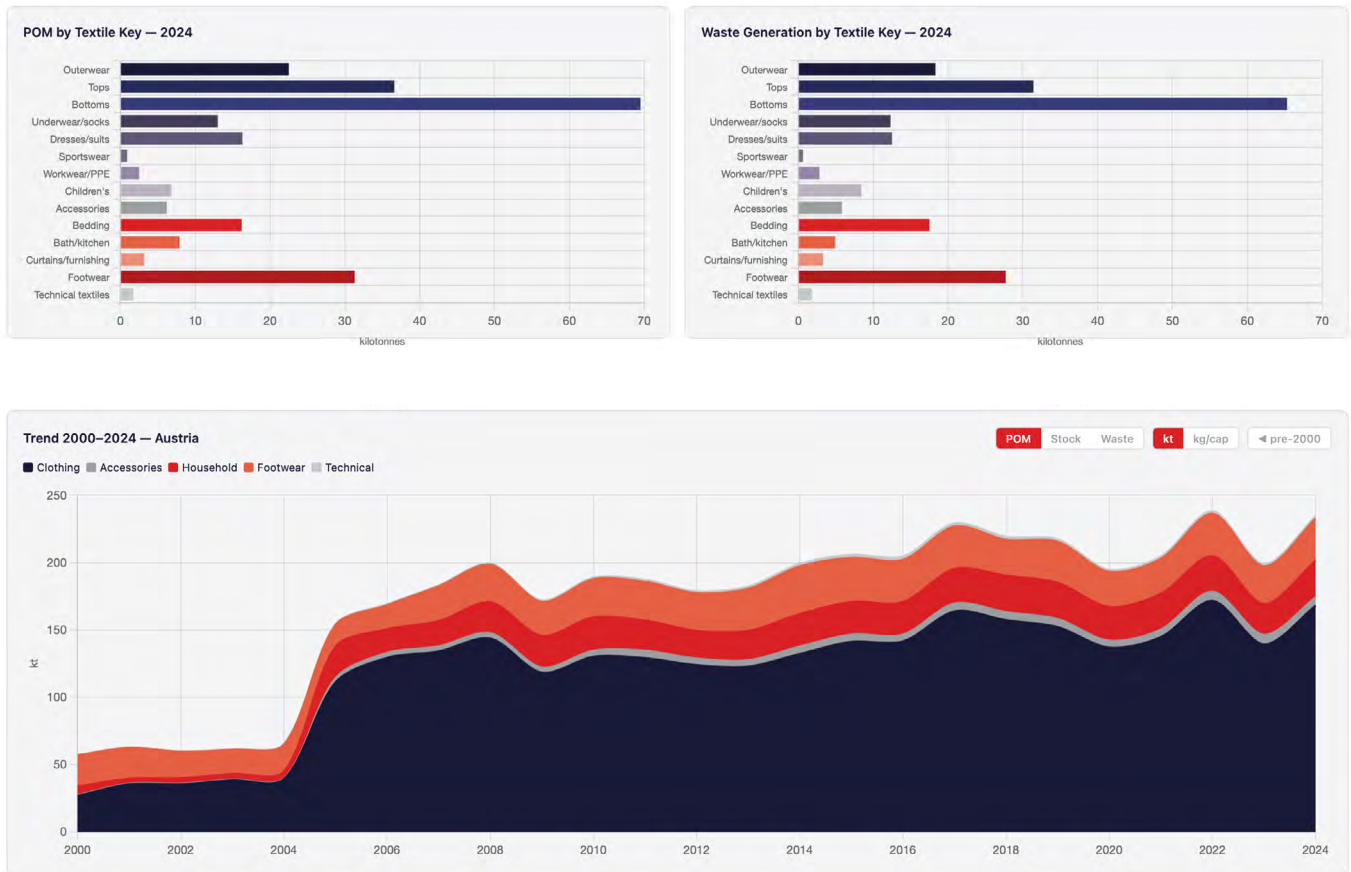 POM by Textile Key — 2024
Outerwear
Tops
Bottoms
Underwear/socks
Dresses/suits
Sportswear
Workwear/PPE
Children's
Accessories
Bedding
Bath/kitchen
Curtains/furnishing
Footwear
Technical textiles
0 10 20 30 40 50 60 70
kilotonnes
Waste Generation by Textile Key — 2024
Outerwear
Tops
Bottoms
Underwear/socks
Dresses/suits
Sportswear
Workwear/PPE
Children's
Accessories
Bedding
Bath/kitchen
Curtains/furnishing
Footwear
Technical textiles
0 10 20 30 40 50 60 70
kilotonnes
Trend 2000–2024 — Austria
POM Stock Waste kt kg/cap ◀ pre-2000
Clothing Accessories Household Footwear Technical
250
200
150
100
50
0
kt
2000 2002 2004 2006 2008 2010 2012 2014 2016 2018 2020 2022 2024